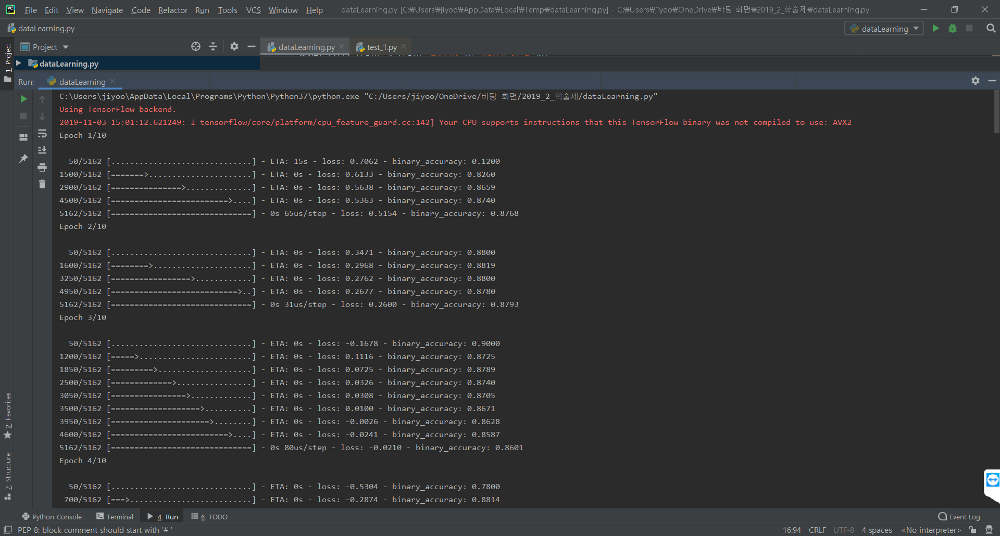 File Edit View Navigate Code Refactor Run Tools VCS Window Help dataLearning.py [C:₩Users₩jiyoo₩AppData₩Local₩Temp₩dataLearning.py] - C:₩Users₩jiyoo₩OneDrive₩바탕 화면₩2019_2_학술제₩dataLearning.py
dataLearning.py dataLearning
1: Project
Project dataLearning.py test_1.py
dataLearning.py
Run: dataLearning
C:\Users\jiyoo\AppData\Local\Programs\Python\Python37\python.exe "C:/Users/jiyoo/OneDrive/바탕 화면/2019_2_학술제/dataLearning.py"
Using TensorFlow backend.
2019-11-03 15:01:12.621249: I tensorflow/core/platform/cpu_feature_guard.cc:142] Your CPU supports instructions that this TensorFlow binary was not compiled to use: AVX2
Epoch 1/10
50/5162 [..............................] - ETA: 15s - loss: 0.7062 - binary_accuracy: 0.1200
1500/5162 [=======>......................] - ETA: 0s - loss: 0.6133 - binary_accuracy: 0.8260
2900/5162 [===============>..............] - ETA: 0s - loss: 0.5638 - binary_accuracy: 0.8659
4500/5162 [=========================>....] - ETA: 0s - loss: 0.5363 - binary_accuracy: 0.8740
5162/5162 [==============================] - 0s 65us/step - loss: 0.5154 - binary_accuracy: 0.8768
Epoch 2/10
50/5162 [..............................] - ETA: 0s - loss: 0.3471 - binary_accuracy: 0.8800
1600/5162 [========>.....................] - ETA: 0s - loss: 0.2968 - binary_accuracy: 0.8819
3250/5162 [=================>............] - ETA: 0s - loss: 0.2762 - binary_accuracy: 0.8800
4950/5162 [===========================>..] - ETA: 0s - loss: 0.2677 - binary_accuracy: 0.8780
5162/5162 [==============================] - 0s 31us/step - loss: 0.2600 - binary_accuracy: 0.8793
Epoch 3/10
50/5162 [..............................] - ETA: 0s - loss: -0.1678 - binary_accuracy: 0.9000
1200/5162 [=====>........................] - ETA: 0s - loss: 0.1116 - binary_accuracy: 0.8725
1850/5162 [=========>....................] - ETA: 0s - loss: 0.0725 - binary_accuracy: 0.8789
2500/5162 [=============>................] - ETA: 0s - loss: 0.0326 - binary_accuracy: 0.8740
3050/5162 [================>.............] - ETA: 0s - loss: 0.0308 - binary_accuracy: 0.8705
3500/5162 [===================>..........] - ETA: 0s - loss: 0.0100 - binary_accuracy: 0.8671
3950/5162 [=====================>........] - ETA: 0s - loss: -0.0026 - binary_accuracy: 0.8628
4600/5162 [=========================>....] - ETA: 0s - loss: -0.0241 - binary_accuracy: 0.8587
5162/5162 [==============================] - 0s 80us/step - loss: -0.0210 - binary_accuracy: 0.8601
Epoch 4/10
50/5162 [..............................] - ETA: 0s - loss: -0.5304 - binary_accuracy: 0.7800
700/5162 [===>..........................] - ETA: 0s - loss: -0.2874 - binary_accuracy: 0.8814
2: Favorites
7: Structure
Python Console Terminal 4: Run 6: TODO Event Log
PEP 8: block comment should start with '# ' 16:94 CRLF UTF-8 4 spaces <No interpreter>